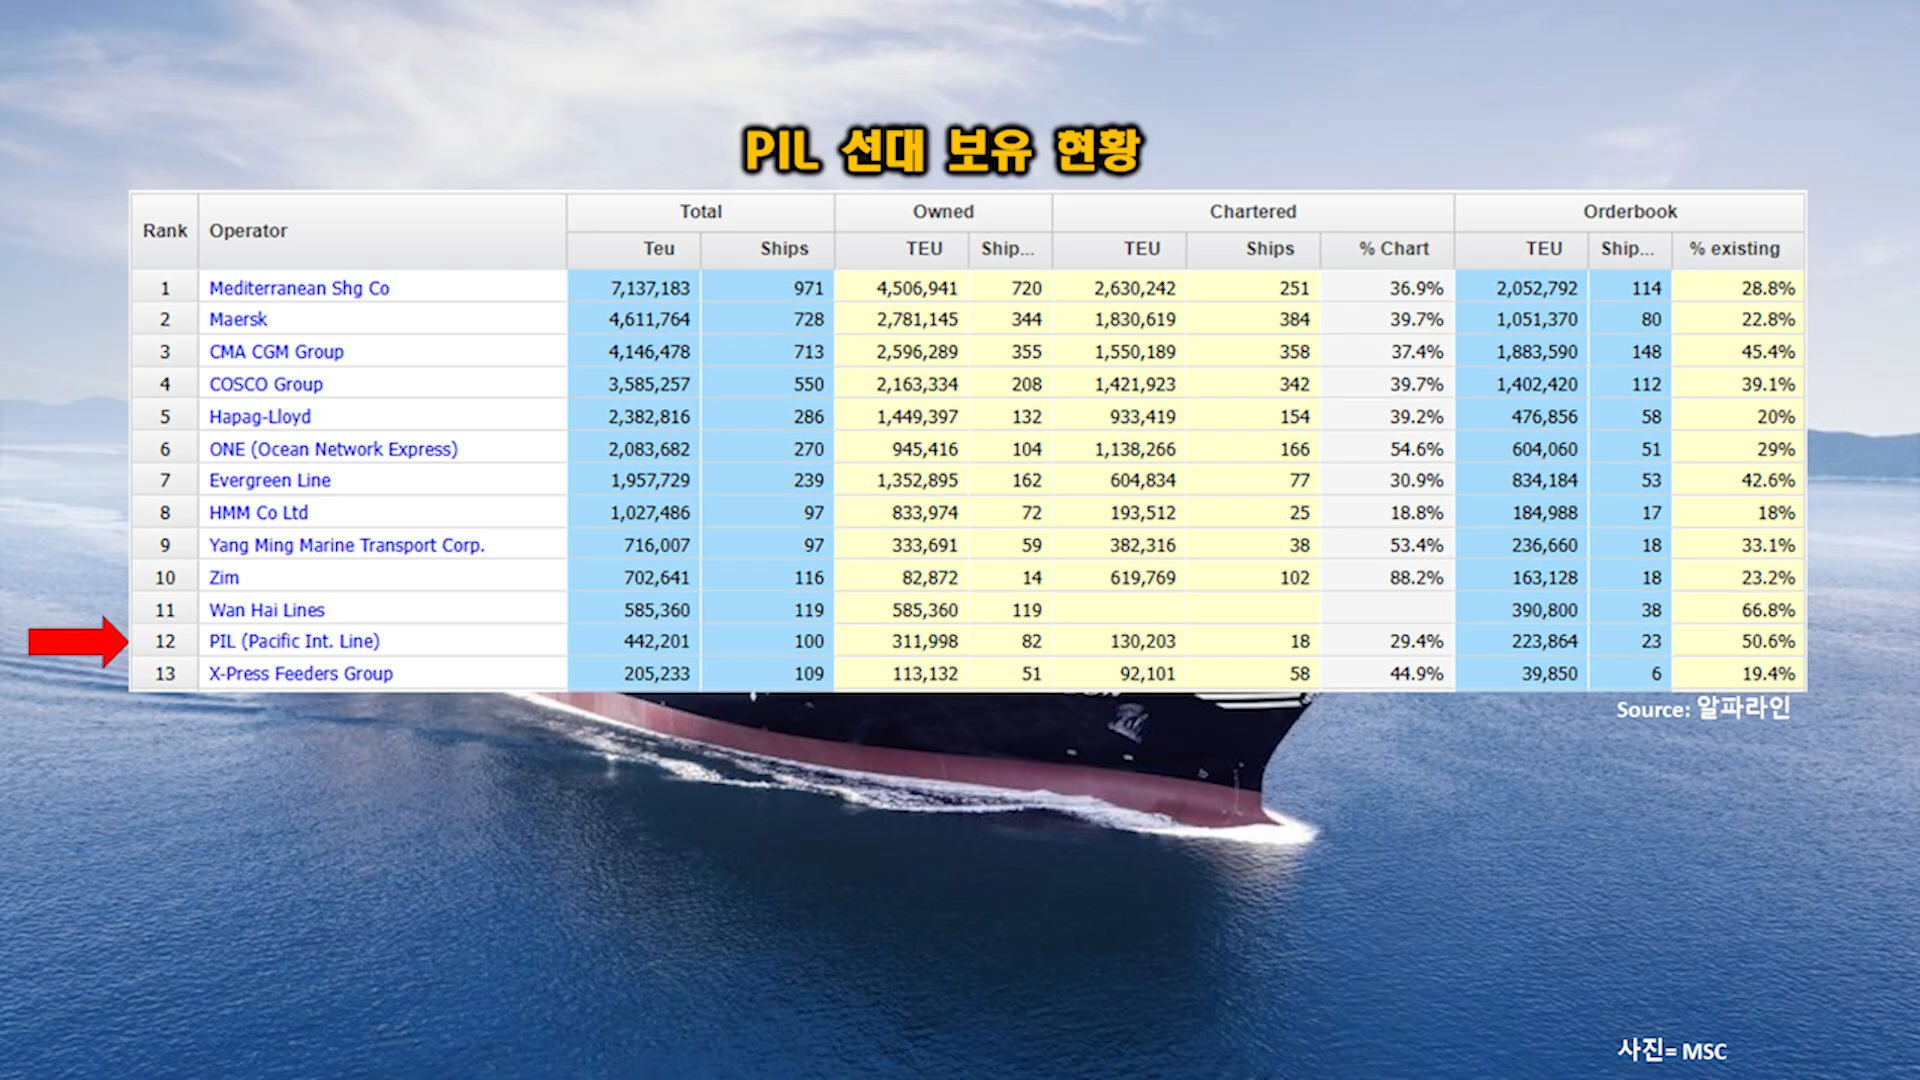 PIL 선대 보유 현황
Rank Operator Total Owned Chartered Orderbook
Teu Ships TEU Ship... TEU Ships % Chart TEU Ship... % existing
1 Mediterranean Shg Co 7,137,183 971 4,506,941 720 2,630,242 251 36.9% 2,052,792 114 28.8%
2 Maersk 4,611,764 728 2,781,145 344 1,830,619 384 39.7% 1,051,370 80 22.8%
3 CMA CGM Group 4,146,478 713 2,596,289 355 1,550,189 358 37.4% 1,883,590 148 45.4%
4 COSCO Group 3,585,257 550 2,163,334 208 1,421,923 342 39.7% 1,402,420 112 39.1%
5 Hapag-Lloyd 2,382,816 286 1,449,397 132 933,419 154 39.2% 476,856 58 20%
6 ONE (Ocean Network Express) 2,083,682 270 945,416 104 1,138,266 166 54.6% 604,060 51 29%
7 Evergreen Line 1,957,729 239 1,352,895 162 604,834 77 30.9% 834,184 53 42.6%
8 HMM Co Ltd 1,027,486 97 833,974 72 193,512 25 18.8% 184,988 17 18%
9 Yang Ming Marine Transport Corp. 716,007 97 333,691 59 382,316 38 53.4% 236,660 18 33.1%
10 Zim 702,641 116 82,872 14 619,769 102 88.2% 163,128 18 23.2%
11 Wan Hai Lines 585,360 119 585,360 119 390,800 38 66.8%
12 PIL (Pacific Int. Line) 442,201 100 311,998 82 130,203 18 29.4% 223,864 23 50.6%
13 X-Press Feeders Group 205,233 109 113,132 51 92,101 58 44.9% 39,850 6 19.4%
Source: 알파라인
사진= MSC